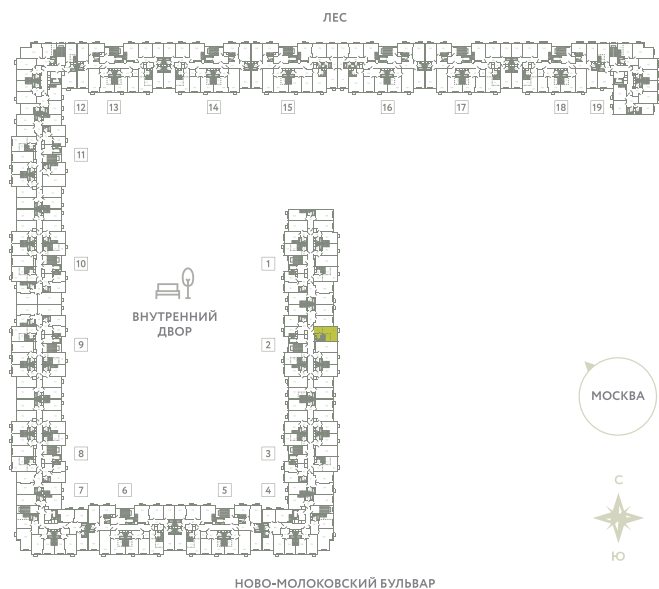 ЛЕС
12 13 14 15 16 17 18 19
11
10 1
ВНУТРЕННИЙ
ДВОР
9 2
МОСКВА
8 3
7 6 5 4
С
Ю
НОВО-МОЛОКОВСКИЙ БУЛЬВАР